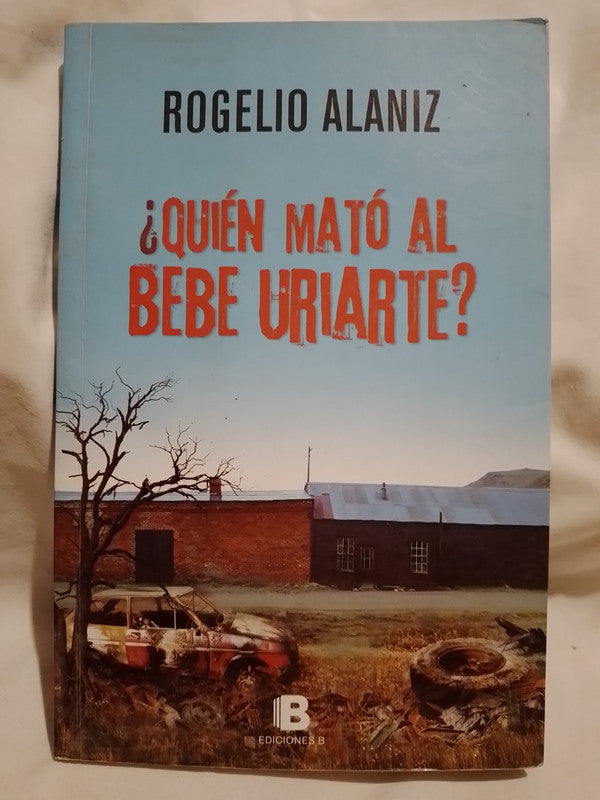 ROGELIO ALANIZ
¿QUIÉN MATÓ AL
BEBE URIARTE?
B
EDICIONES B